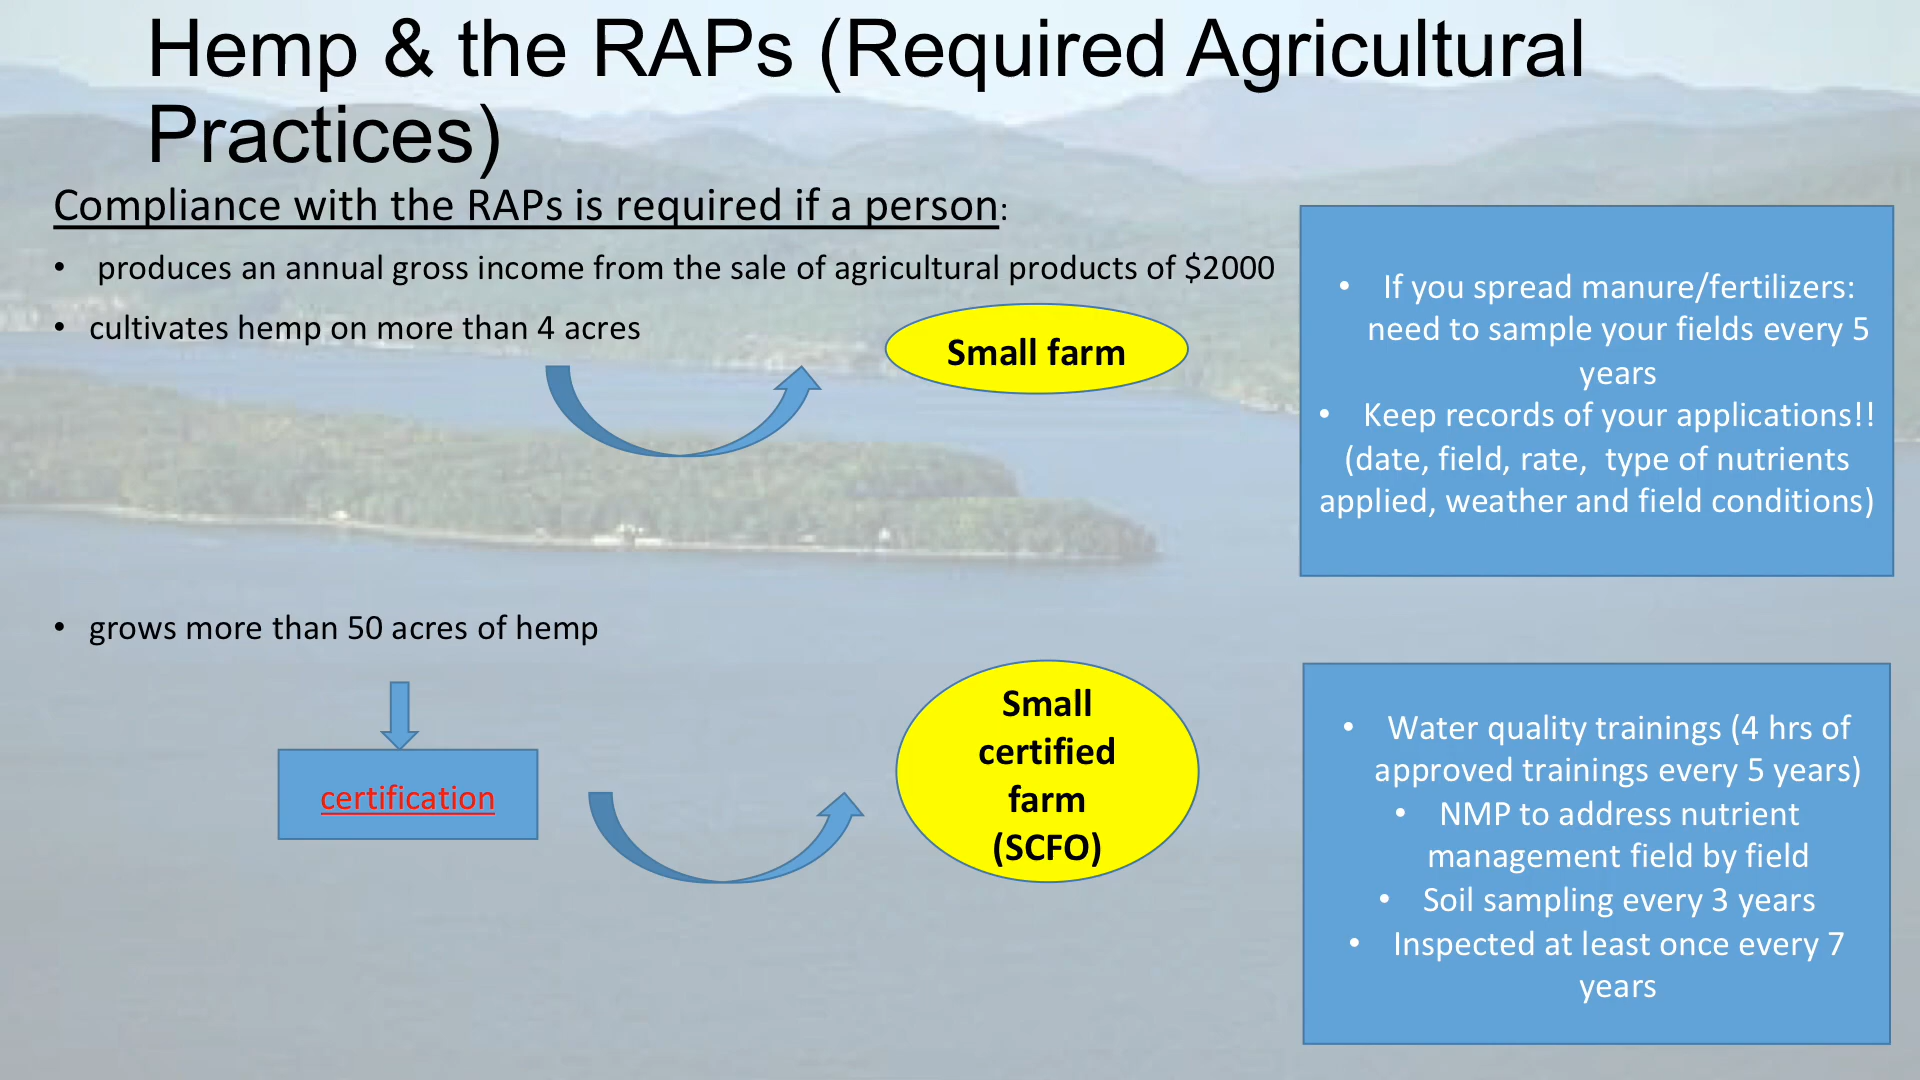 Hemp & the RAPs (Required Agricultural
Practices)
Compliance with the RAPs is required if a person:
• produces an annual gross income from the sale of agricultural products of $2000
• cultivates hemp on more than 4 acres
Small farm
• If you spread manure/fertilizers:
need to sample your fields every 5
years
• Keep records of your applications!!
(date, field, rate, type of nutrients
applied, weather and field conditions)
• grows more than 50 acres of hemp
certification
Small
certified
farm
(SCFO)
• Water quality trainings (4 hrs of
approved trainings every 5 years)
• NMP to address nutrient
management field by field
• Soil sampling every 3 years
• Inspected at least once every 7
years